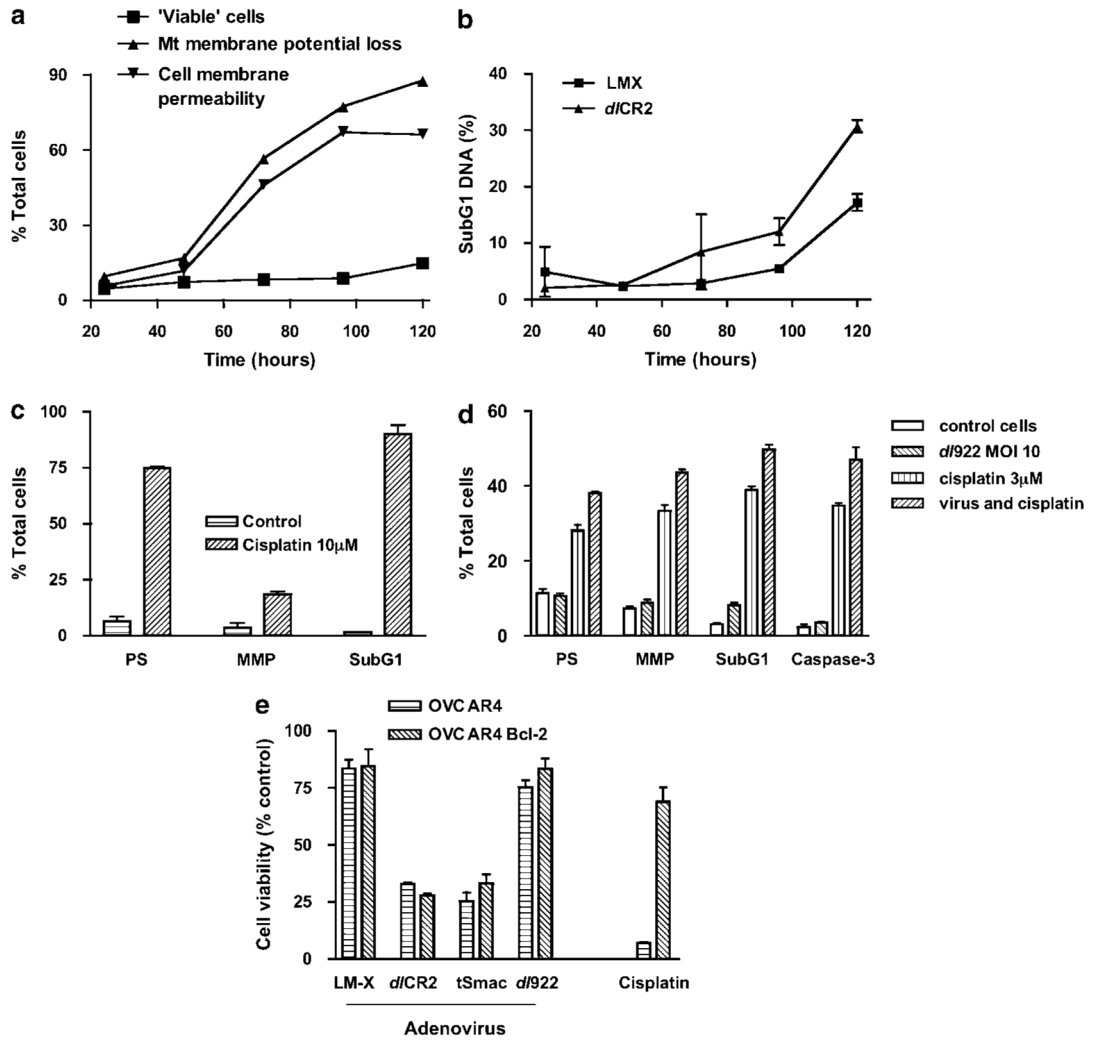 a
'Viable' cells
Mt membrane potential loss
Cell membrane
permeability
% Total cells
90
60
30
0
20 40 60 80 100 120
Time (hours)
b
LMX
dlCR2
SubG1 DNA (%)
40
30
20
10
0
20 40 60 80 100 120
Time (hours)
c
% Total cells
100
75
50
25
0
Control
Cisplatin 10μM
PS MMP SubG1
d
% Total cells
60
40
20
0
PS MMP SubG1 Caspase-3
control cells
dl922 MOI 10
cisplatin 3μM
virus and cisplatin
e
OVCAR4
OVCAR4 Bcl-2
Cell viability (% control)
100
75
50
25
0
LM-X dlCR2 tSmac dl922 Cisplatin
Adenovirus